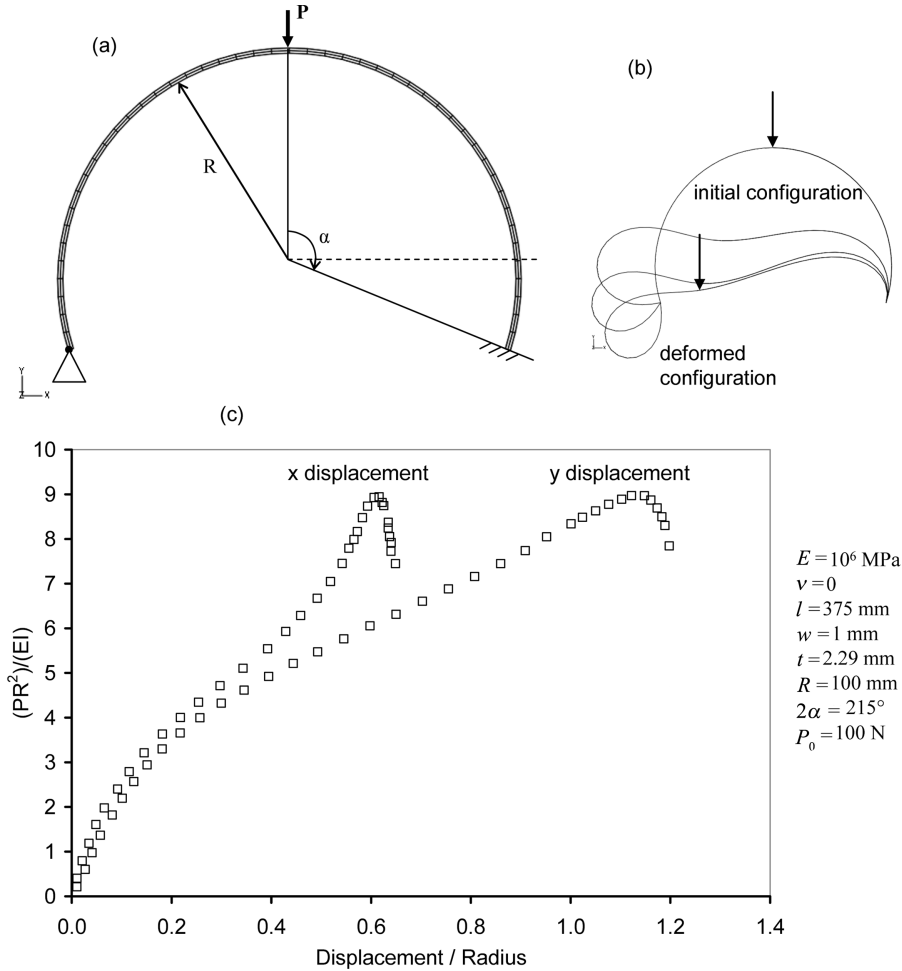 (a)
P
R
α
Y
Z X
(b)
initial configuration
deformed
configuration
(c)
x displacement
y displacement
(PR²)/(EI)
10
9
8
7
6
5
4
3
2
1
0
0.0 0.2 0.4 0.6 0.8 1.0 1.2 1.4
Displacement / Radius
E = 10⁶ MPa
ν = 0
l = 375 mm
w = 1 mm
t = 2.29 mm
R = 100 mm
2α = 215°
P₀ = 100 N